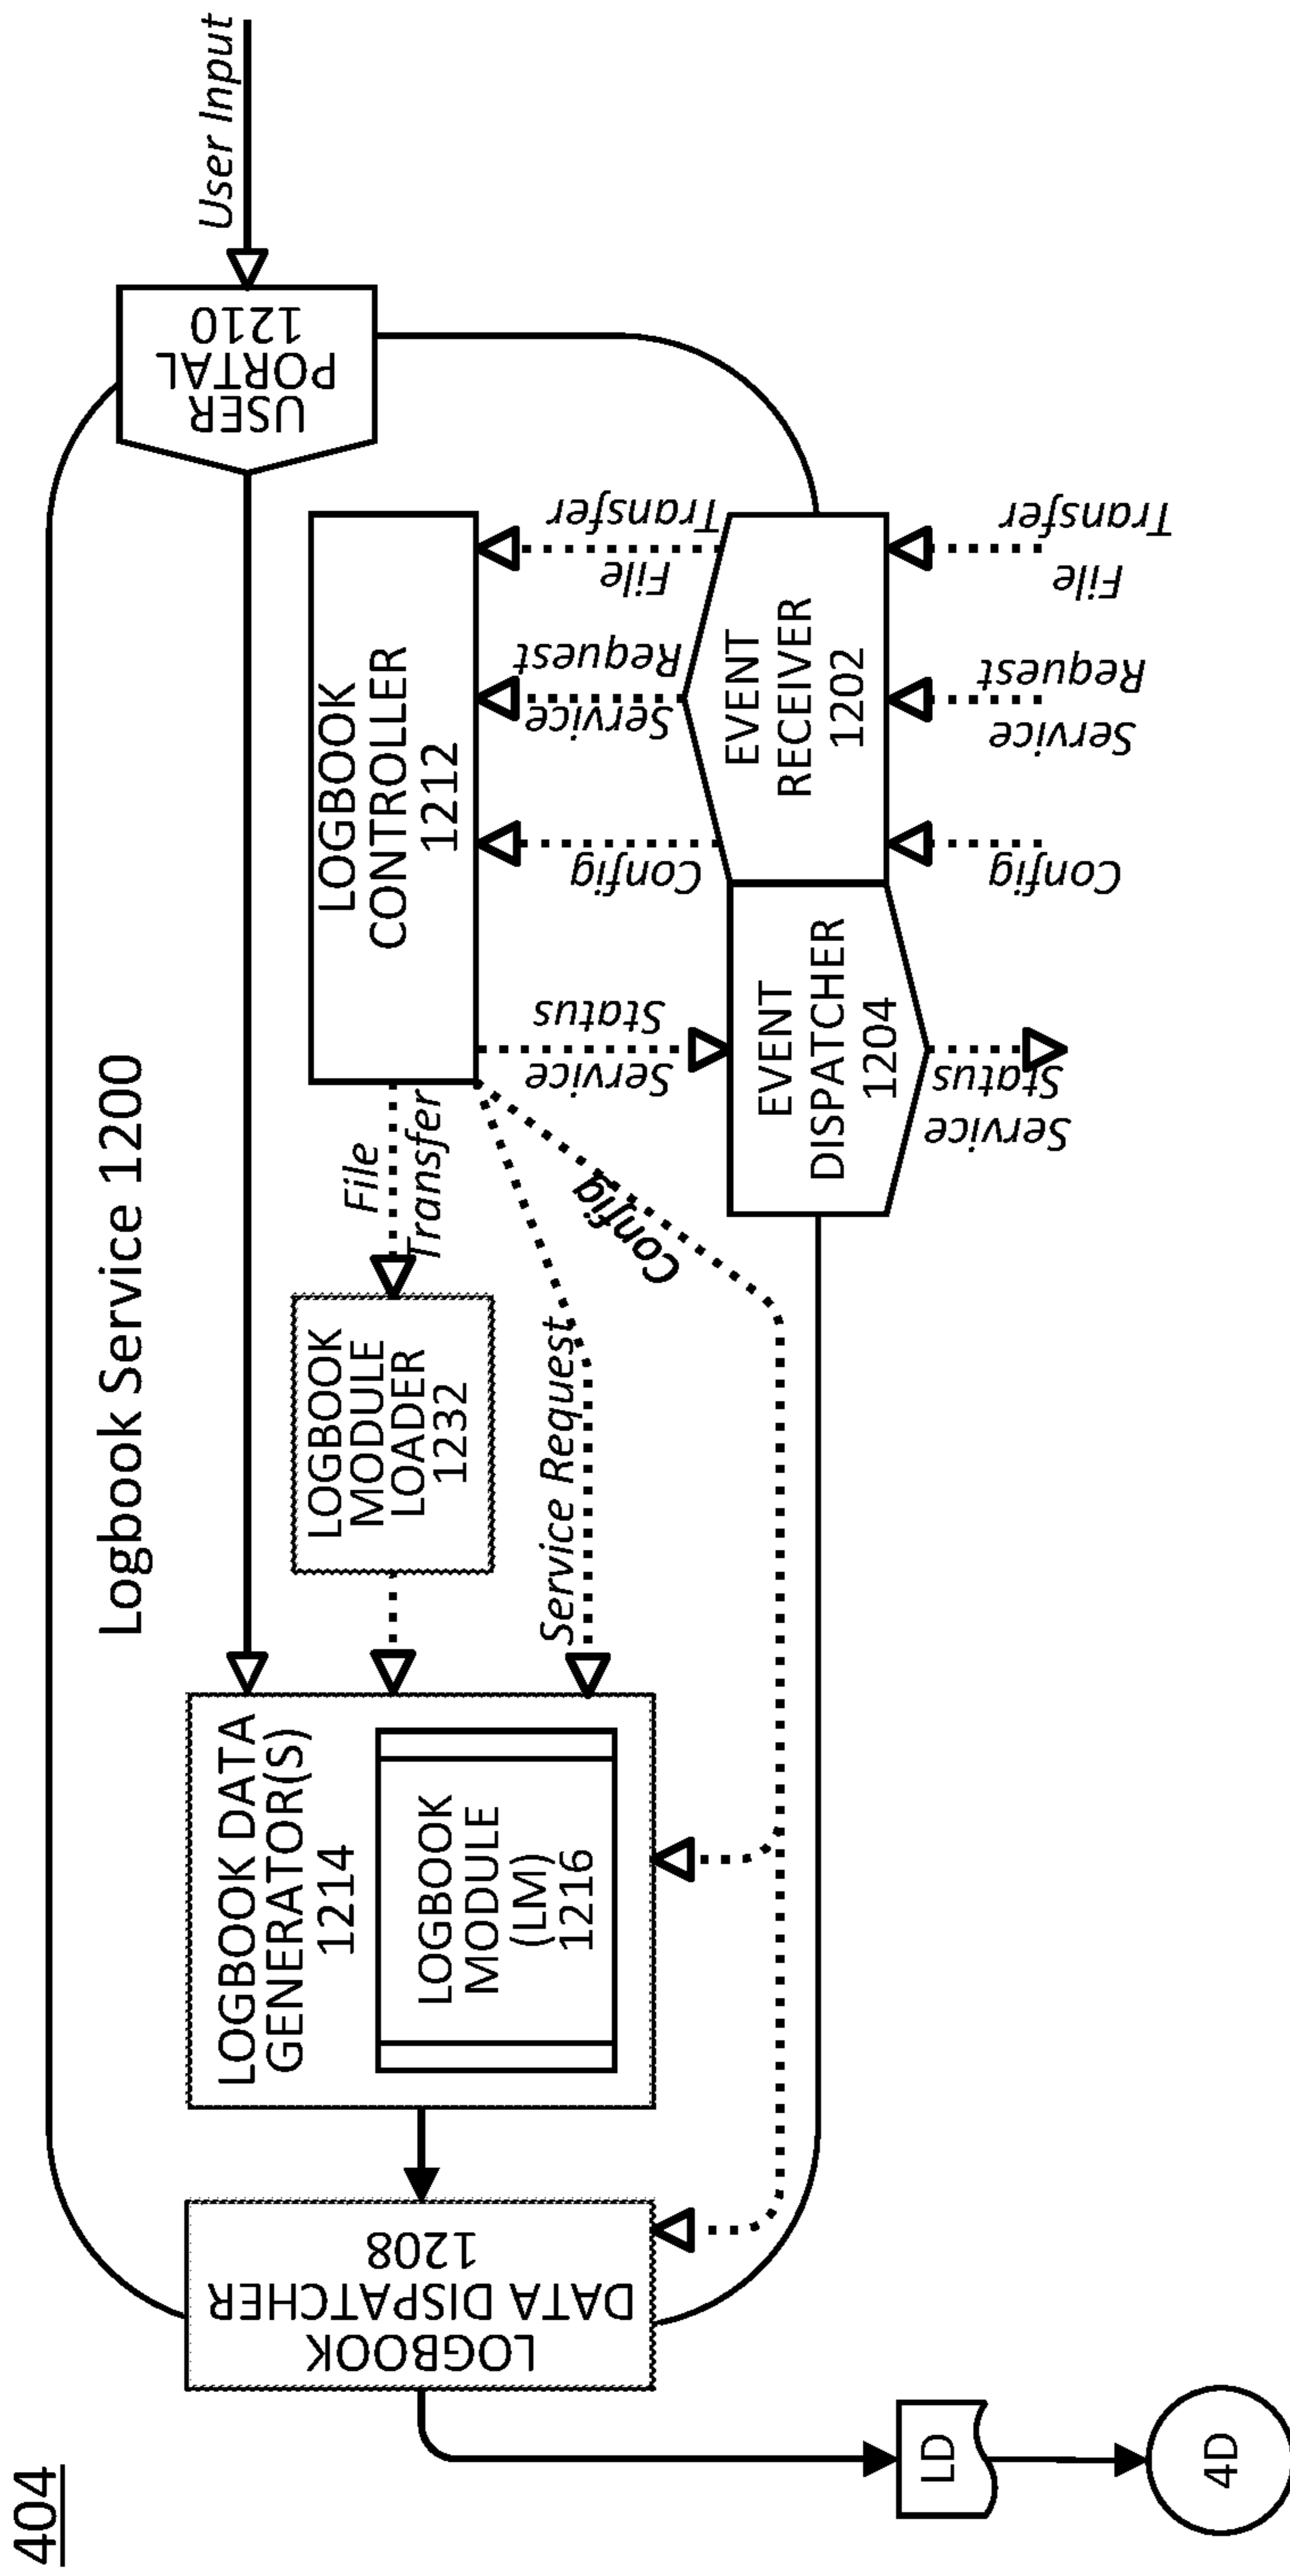 404
Logbook Service 1200
User Input
USER
PORTAL
1210
LOGBOOK DATA
GENERATOR(S)
1214
LOGBOOK
MODULE
(LM)
1216
LOGBOOK
MODULE
LOADER
1232
LOGBOOK
CONTROLLER
1212
File
Transfer
Service Request
Config
Service
Status
Config
Service
Request
File
Transfer
LOGBOOK
DATA DISPATCHER
1208
EVENT
DISPATCHER
1204
EVENT
RECEIVER
1202
Service
Status
Config
Service
Request
File
Transfer
LD
4D